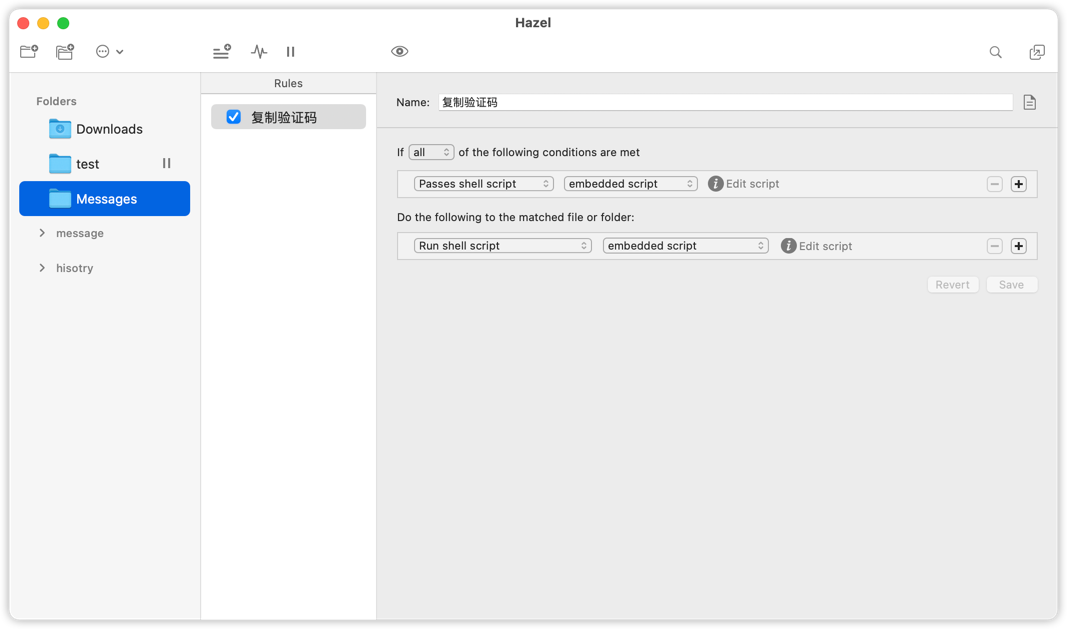 Hazel
Folders
Downloads
test
Messages
message
hisotry
Rules
复制验证码
Name: 复制验证码
If all of the following conditions are met
Passes shell script embedded script Edit script
Do the following to the matched file or folder:
Run shell script embedded script Edit script
Revert Save